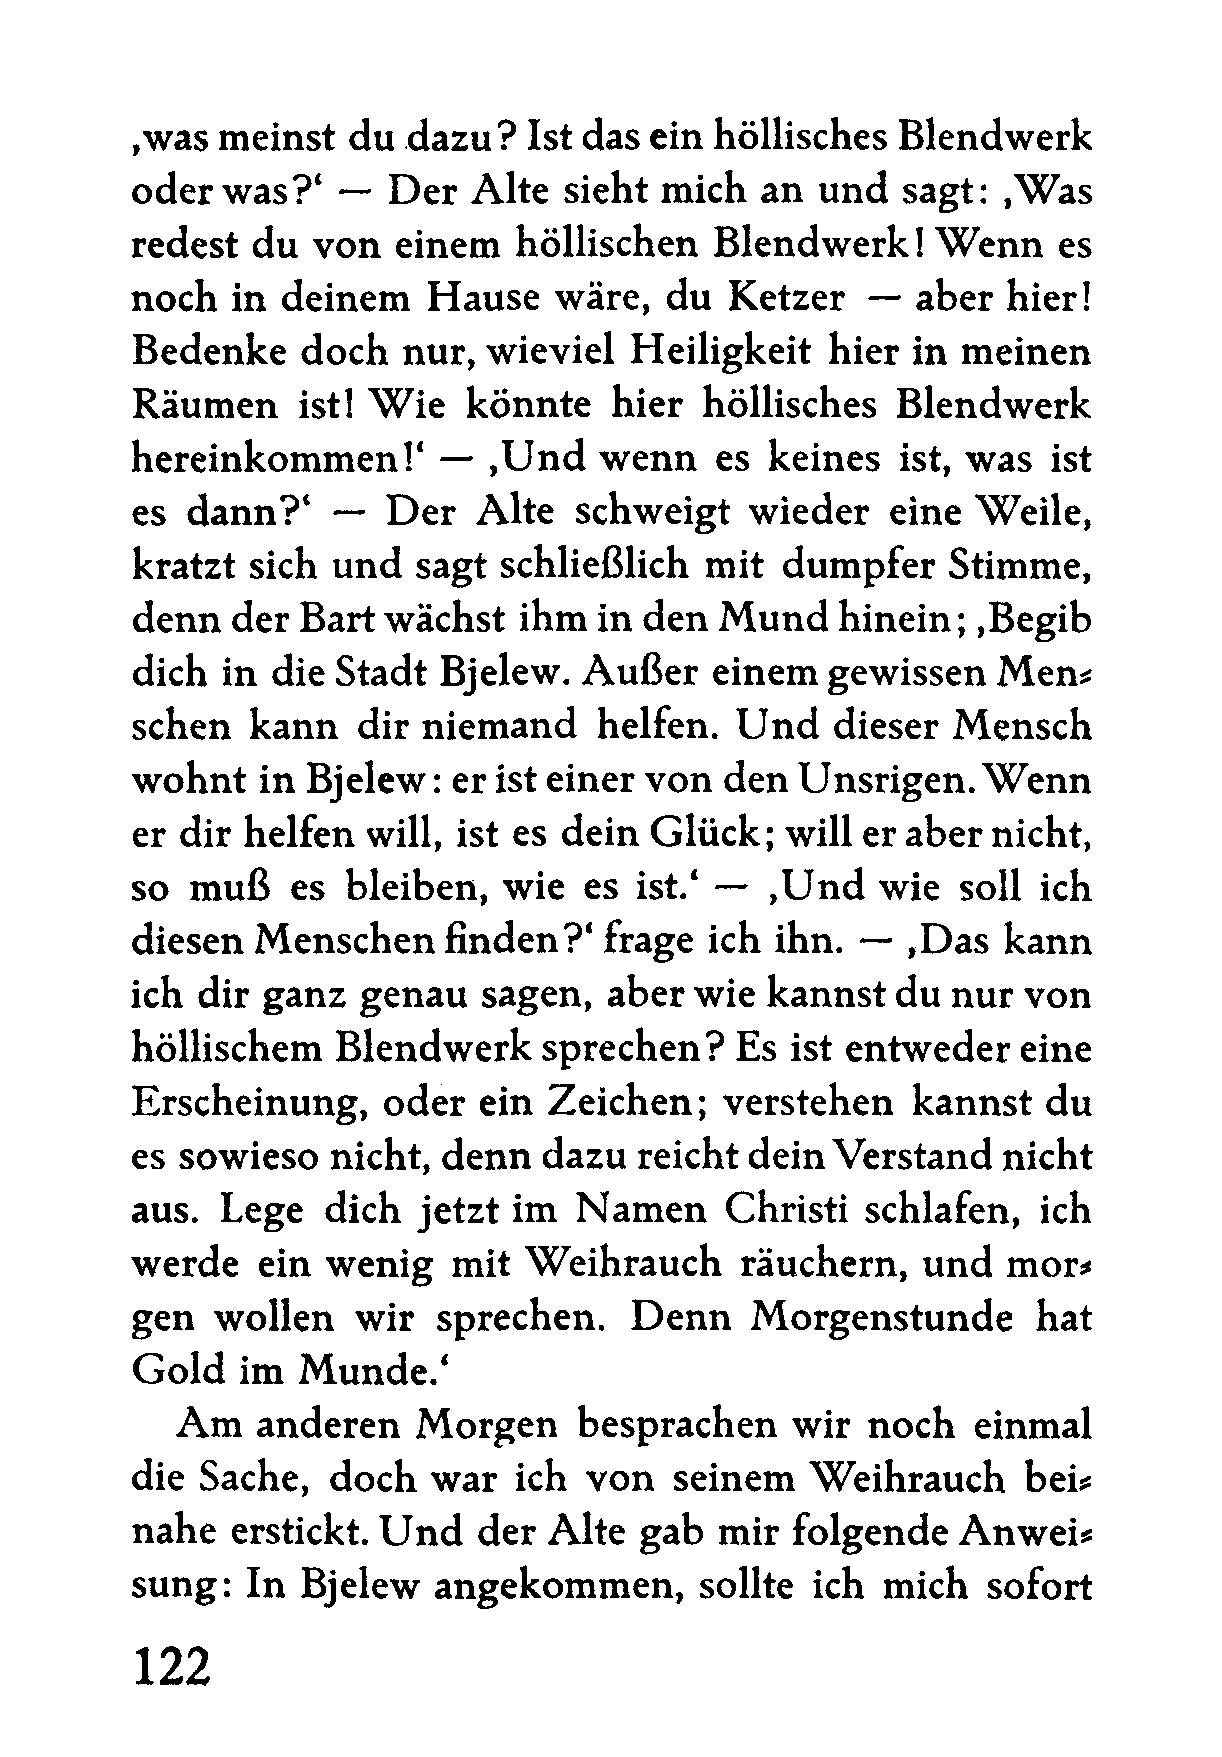 ‚was meinst du dazu? Ist das ein höllisches Blendwerk
oder was?‘ — Der Alte sieht mich an und sagt: ‚Was
redest du von einem höllischen Blendwerk! Wenn es
noch in deinem Hause wäre, du Ketzer — aber hier!
Bedenke doch nur, wieviel Heiligkeit hier in meinen
Räumen ist! Wie könnte hier höllisches Blendwerk
hereinkommen!‘ — ‚Und wenn es keines ist, was ist
es dann?‘ — Der Alte schweigt wieder eine Weile,
kratzt sich und sagt schließlich mit dumpfer Stimme,
denn der Bart wächst ihm in den Mund hinein; ‚Begib
dich in die Stadt Bjelew. Außer einem gewissen Men⸗
schen kann dir niemand helfen. Und dieser Mensch
wohnt in Bjelew: er ist einer von den Unsrigen. Wenn
er dir helfen will, ist es dein Glück; will er aber nicht,
so muß es bleiben, wie es ist.‘ — ‚Und wie soll ich
diesen Menschen finden?‘ frage ich ihn. — ‚Das kann
ich dir ganz genau sagen, aber wie kannst du nur von
höllischem Blendwerk sprechen? Es ist entweder eine
Erscheinung, oder ein Zeichen; verstehen kannst du
es sowieso nicht, denn dazu reicht dein Verstand nicht
aus. Lege dich jetzt im Namen Christi schlafen, ich
werde ein wenig mit Weihrauch räuchern, und mor⸗
gen wollen wir sprechen. Denn Morgenstunde hat
Gold im Munde.‘
Am anderen Morgen besprachen wir noch einmal
die Sache, doch war ich von seinem Weihrauch bei⸗
nahe erstickt. Und der Alte gab mir folgende Anwei⸗
sung: In Bjelew angekommen, sollte ich mich sofort
122